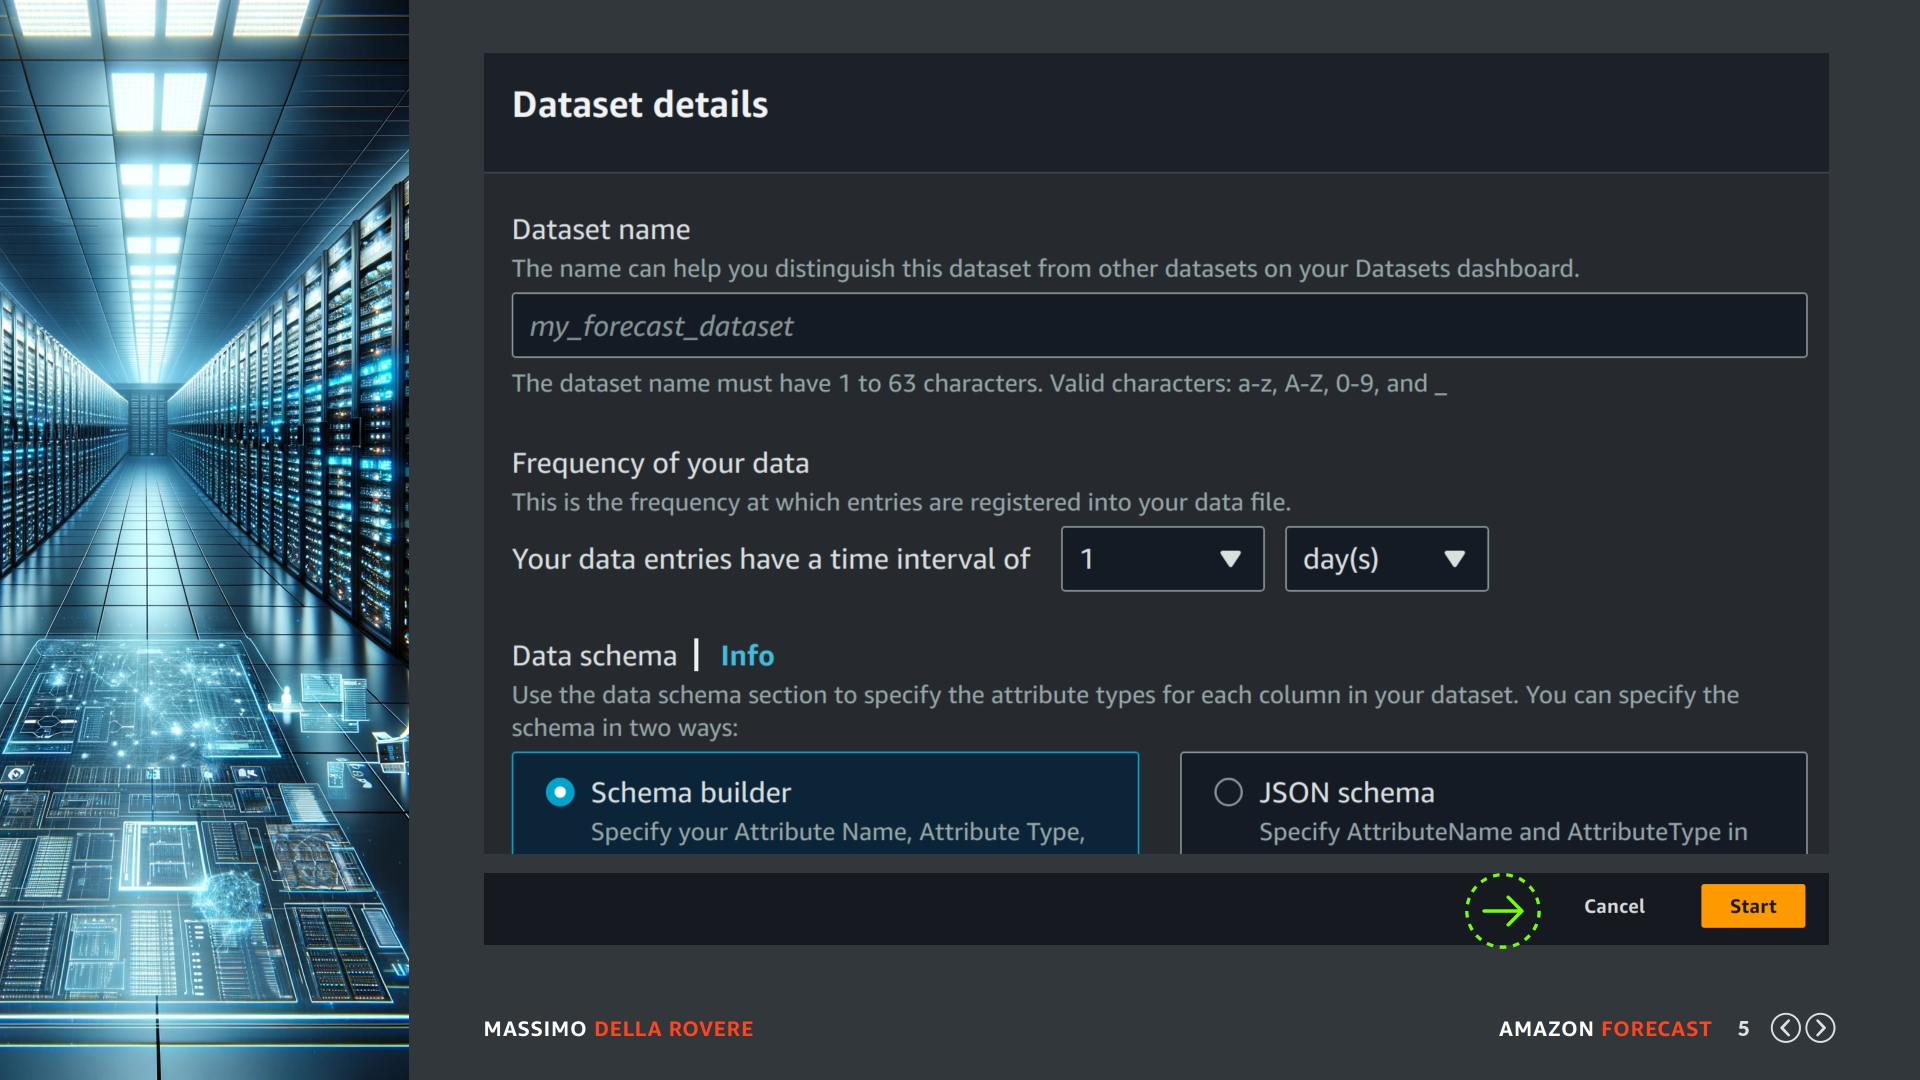 Dataset details
Dataset name
The name can help you distinguish this dataset from other datasets on your Datasets dashboard.
my_forecast_dataset
The dataset name must have 1 to 63 characters. Valid characters: a-z, A-Z, 0-9, and _
Frequency of your data
This is the frequency at which entries are registered into your data file.
Your data entries have a time interval of 1 day(s)
Data schema | Info
Use the data schema section to specify the attribute types for each column in your dataset. You can specify the
schema in two ways:
Schema builder
Specify your Attribute Name, Attribute Type,
JSON schema
Specify AttributeName and AttributeType in
Cancel Start
MASSIMO DELLA ROVERE
AMAZON FORECAST 5